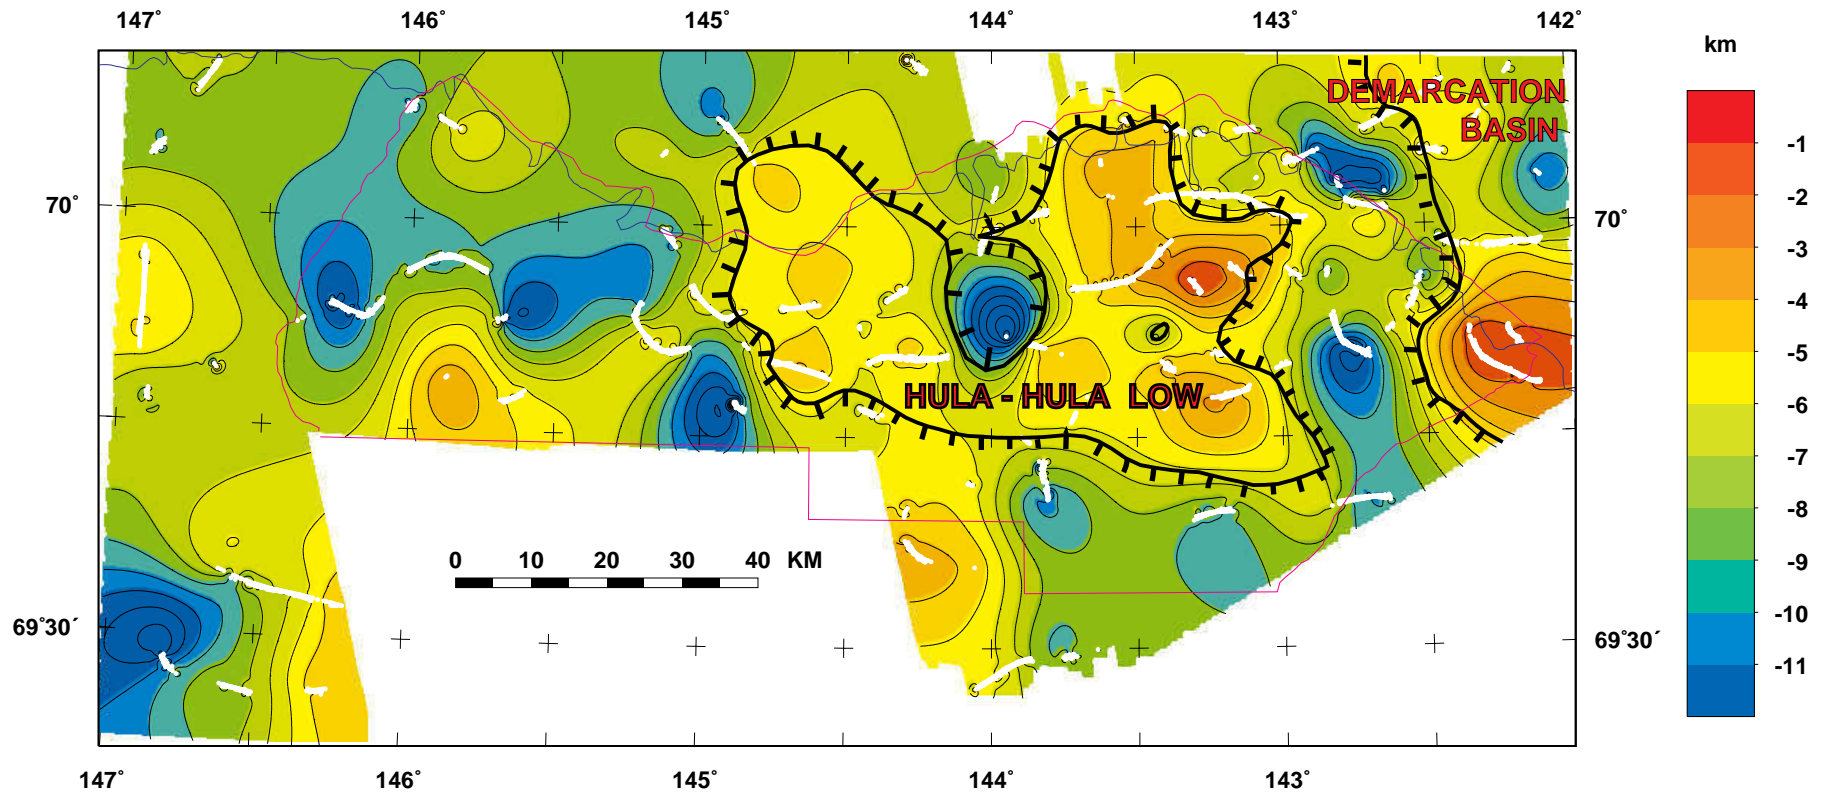 147˚ 146˚ 145˚ 144˚ 143˚ 142˚
km
DEMARCATION
BASIN
-1
-2
70˚ 70˚
-3
-4
-5
HULA - HULA LOW
-6
-7
-8
0 10 20 30 40 KM
-9
-10
69˚30´ 69˚30´
-11
147˚ 146˚ 145˚ 144˚ 143˚